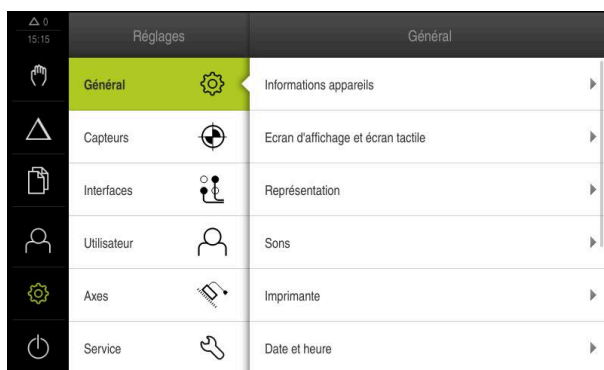 0
15:15
Réglages
Général
Général
Capteurs
Interfaces
Utilisateur
Axes
Service
Informations appareils
Ecran d'affichage et écran tactile
Représentation
Sons
Imprimante
Date et heure